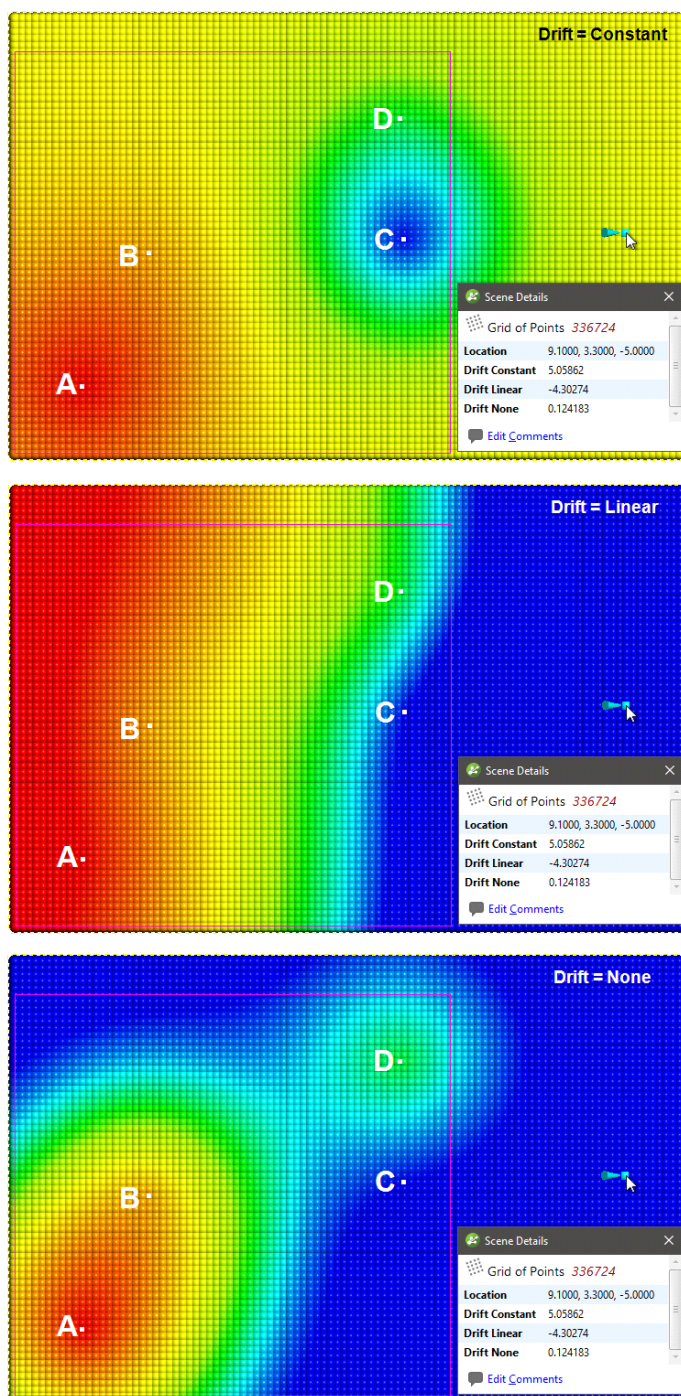 Drift = Constant
D
B
C
A
Scene Details
Grid of Points 336724
Location 9.1000, 3.3000, -5.0000
Drift Constant 5.05862
Drift Linear -4.30274
Drift None 0.124183
Edit Comments
Drift = Linear
D
B
C
A
Scene Details
Grid of Points 336724
Location 9.1000, 3.3000, -5.0000
Drift Constant 5.05862
Drift Linear -4.30274
Drift None 0.124183
Edit Comments
Drift = None
D
B
C
A
Scene Details
Grid of Points 336724
Location 9.1000, 3.3000, -5.0000
Drift Constant 5.05862
Drift Linear -4.30274
Drift None 0.124183
Edit Comments